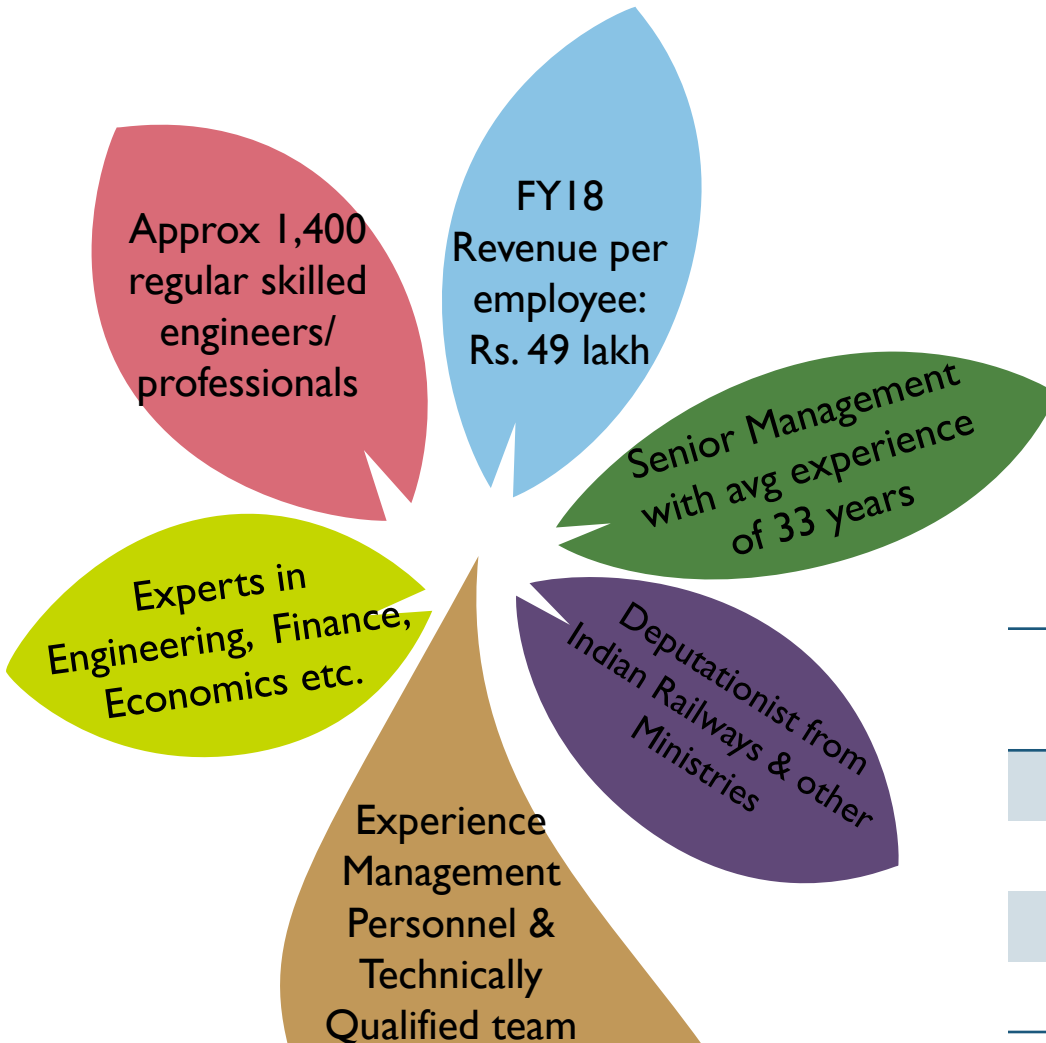 Approx 1,400
regular skilled
engineers/
professionals
FY18
Revenue per
employee:
Rs. 49 lakh
Senior Management
with avg experience
of 33 years
Experts in
Engineering, Finance,
Economics etc.
Deputationist from
Indian Railways & other
Ministries
Experience
Management
Personnel &
Technically
Qualified team